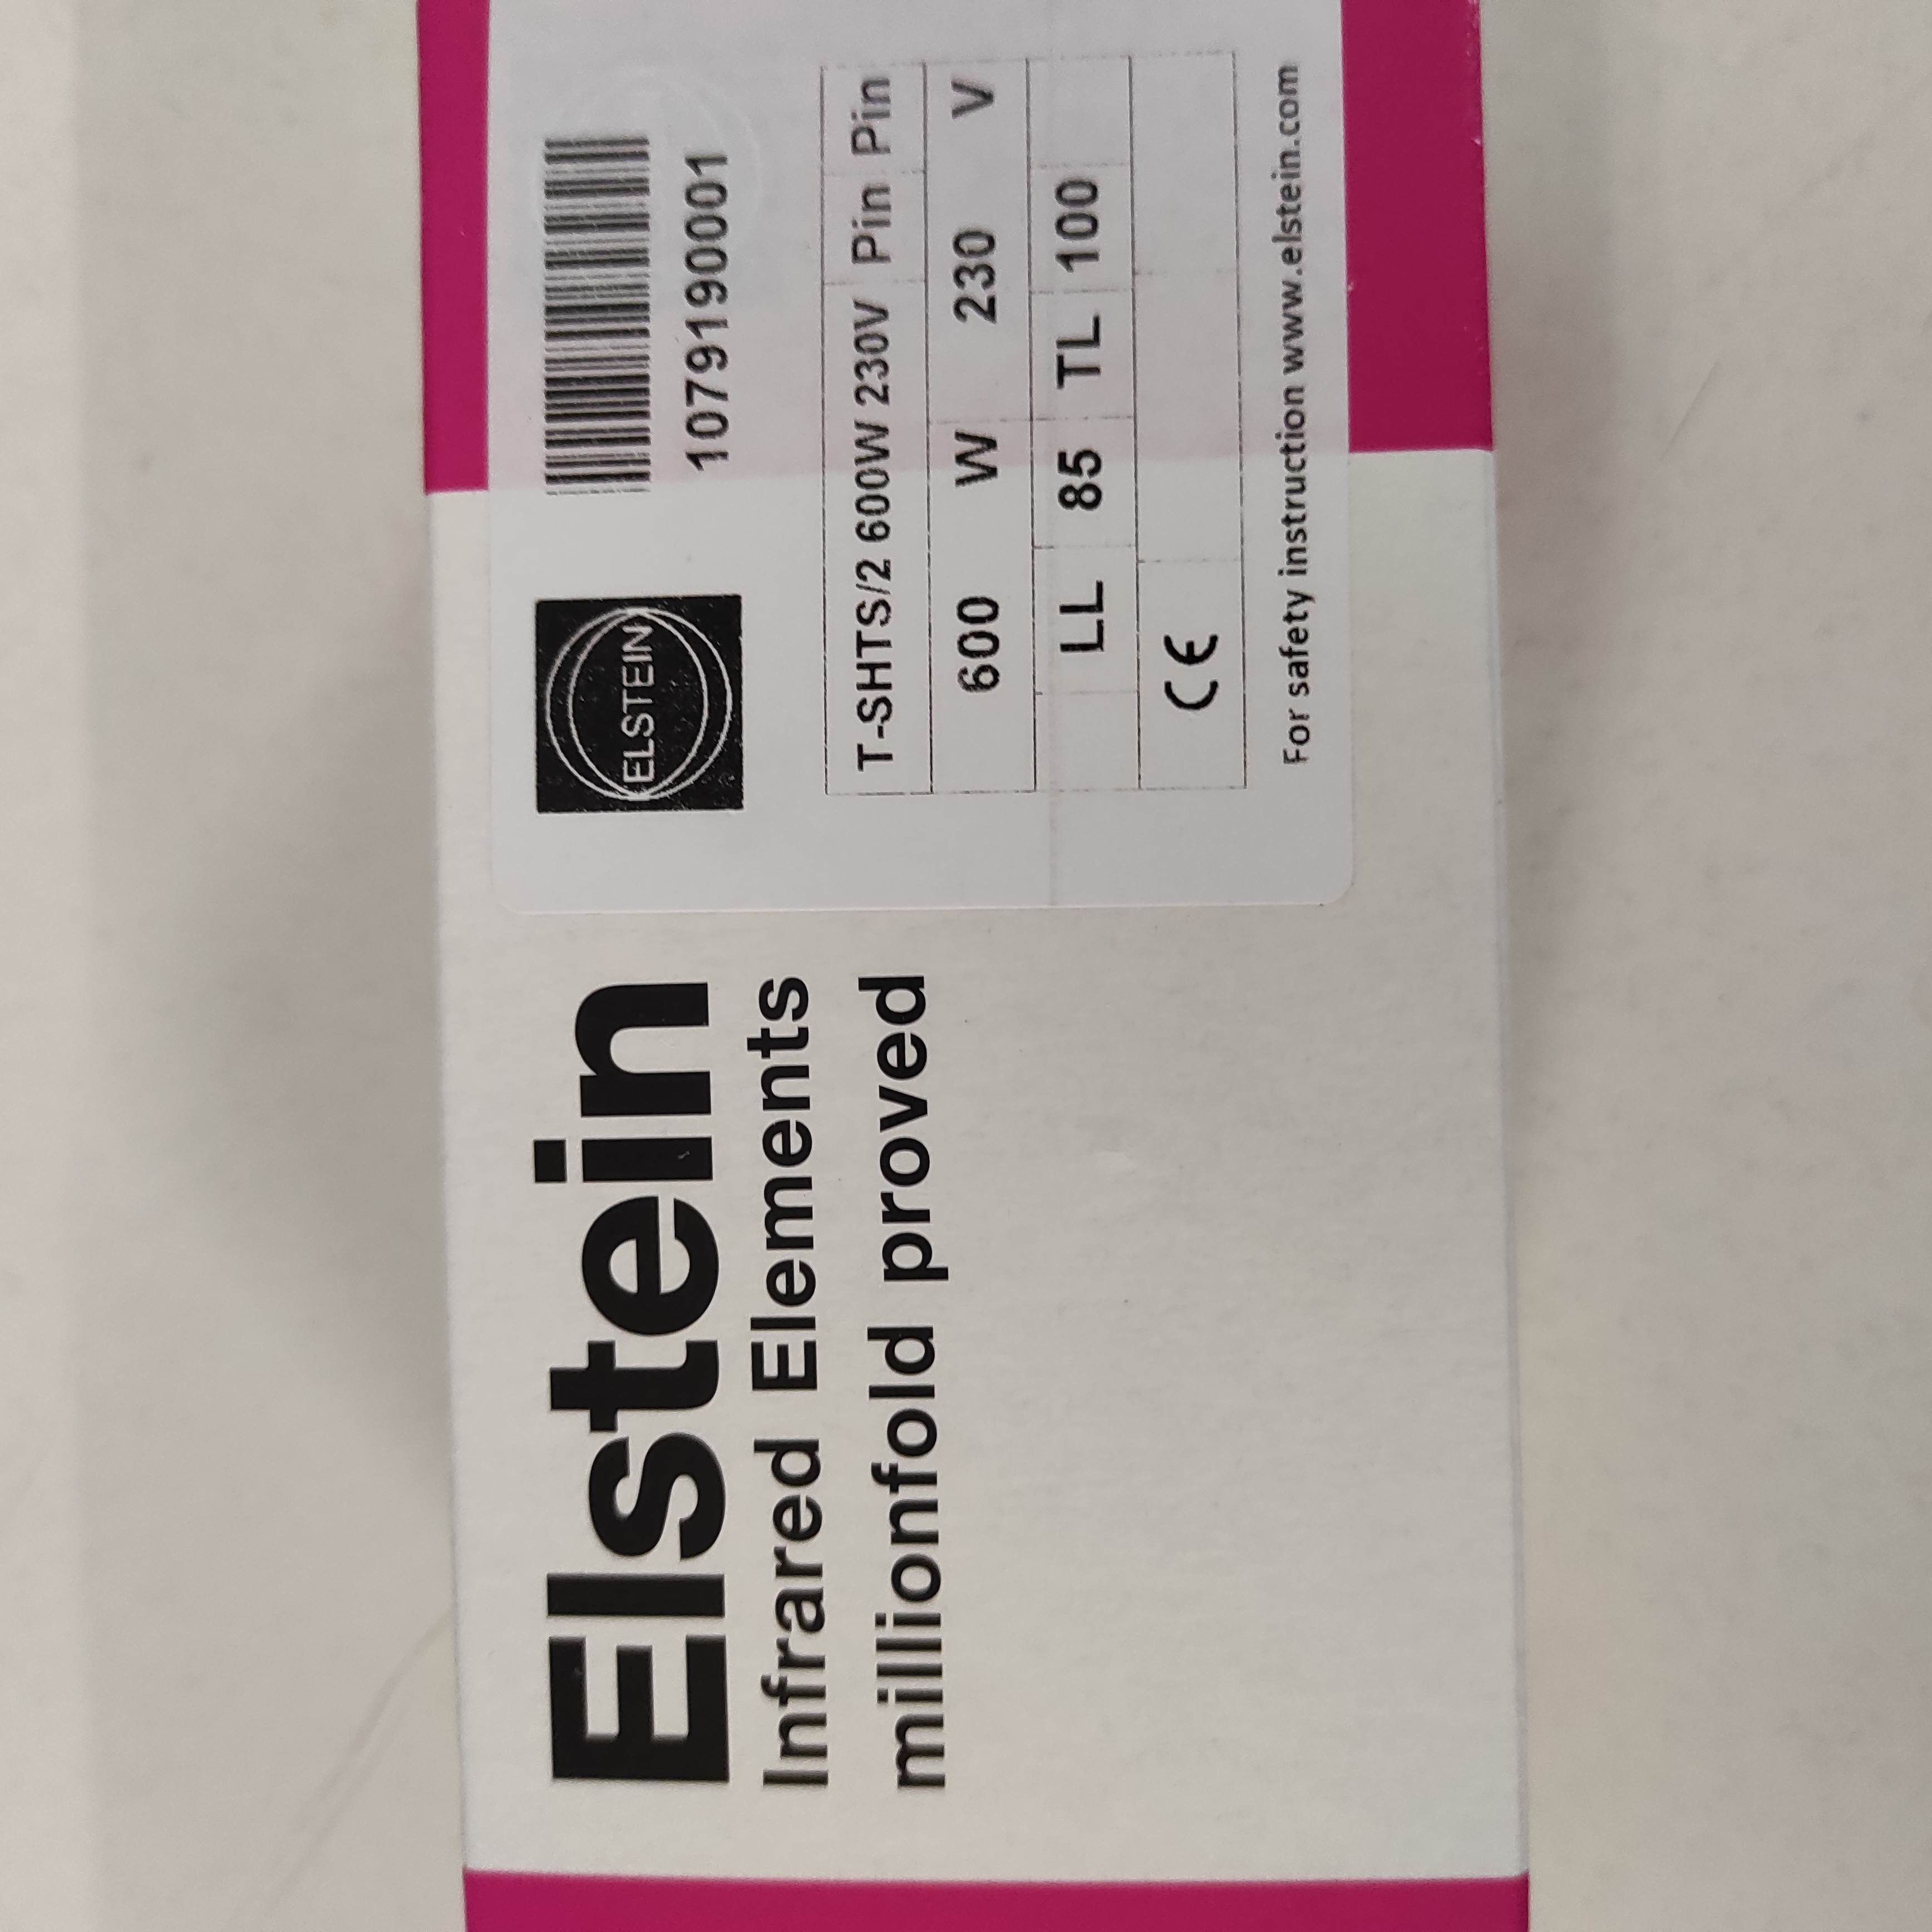 Elstein
Infrared Elements
millionfold proved
ELSTEIN
1079190001
T-SHTS/2 600W 230V Pin Pin
600 W 230 V
LL 85 TL 100
CE
For safety instruction www.elstein.com